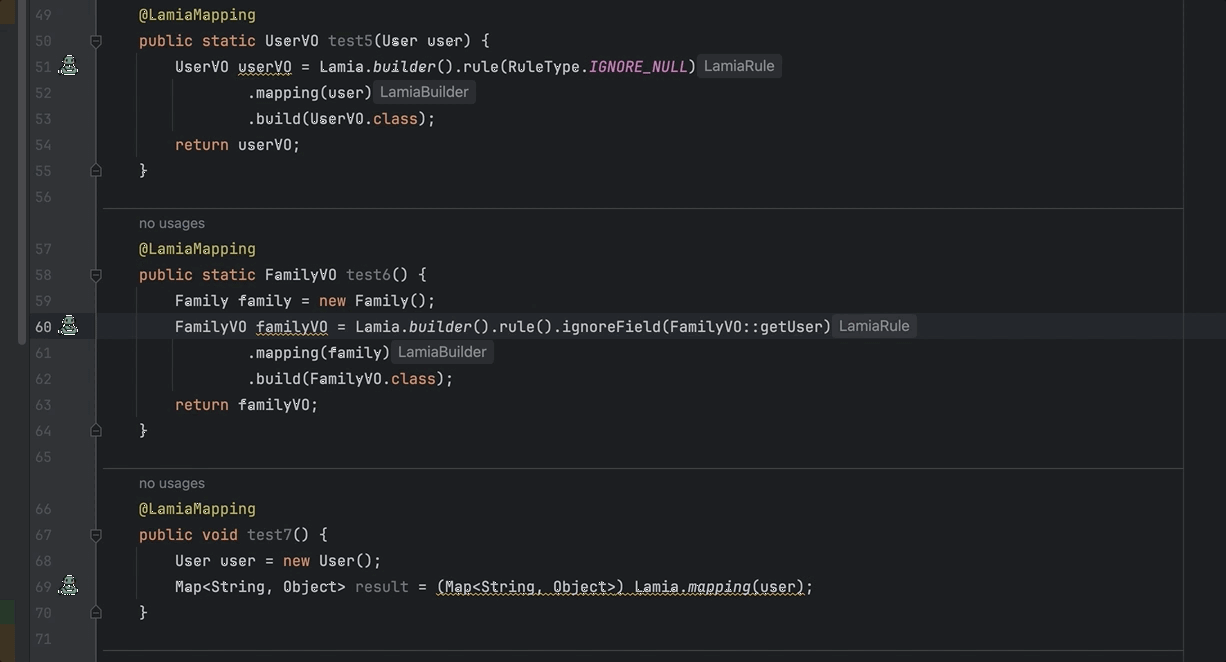 49 @LamiaMapping
50 public static UserVO test5(User user) {
51 UserVO userVO = Lamia.builder().rule(RuleType.IGNORE_NULL) LamiaRule
52 .mapping(user) LamiaBuilder
53 .build(UserVO.class);
54 return userVO;
55 }
56
no usages
57 @LamiaMapping
58 public static FamilyVO test6() {
59 Family family = new Family();
60 FamilyVO familyVO = Lamia.builder().rule().ignoreField(FamilyVO::getUser) LamiaRule
61 .mapping(family) LamiaBuilder
62 .build(FamilyVO.class);
63 return familyVO;
64 }
65
no usages
66 @LamiaMapping
67 public void test7() {
68 User user = new User();
69 Map<String, Object> result = (Map<String, Object>) Lamia.mapping(user);
70 }
71